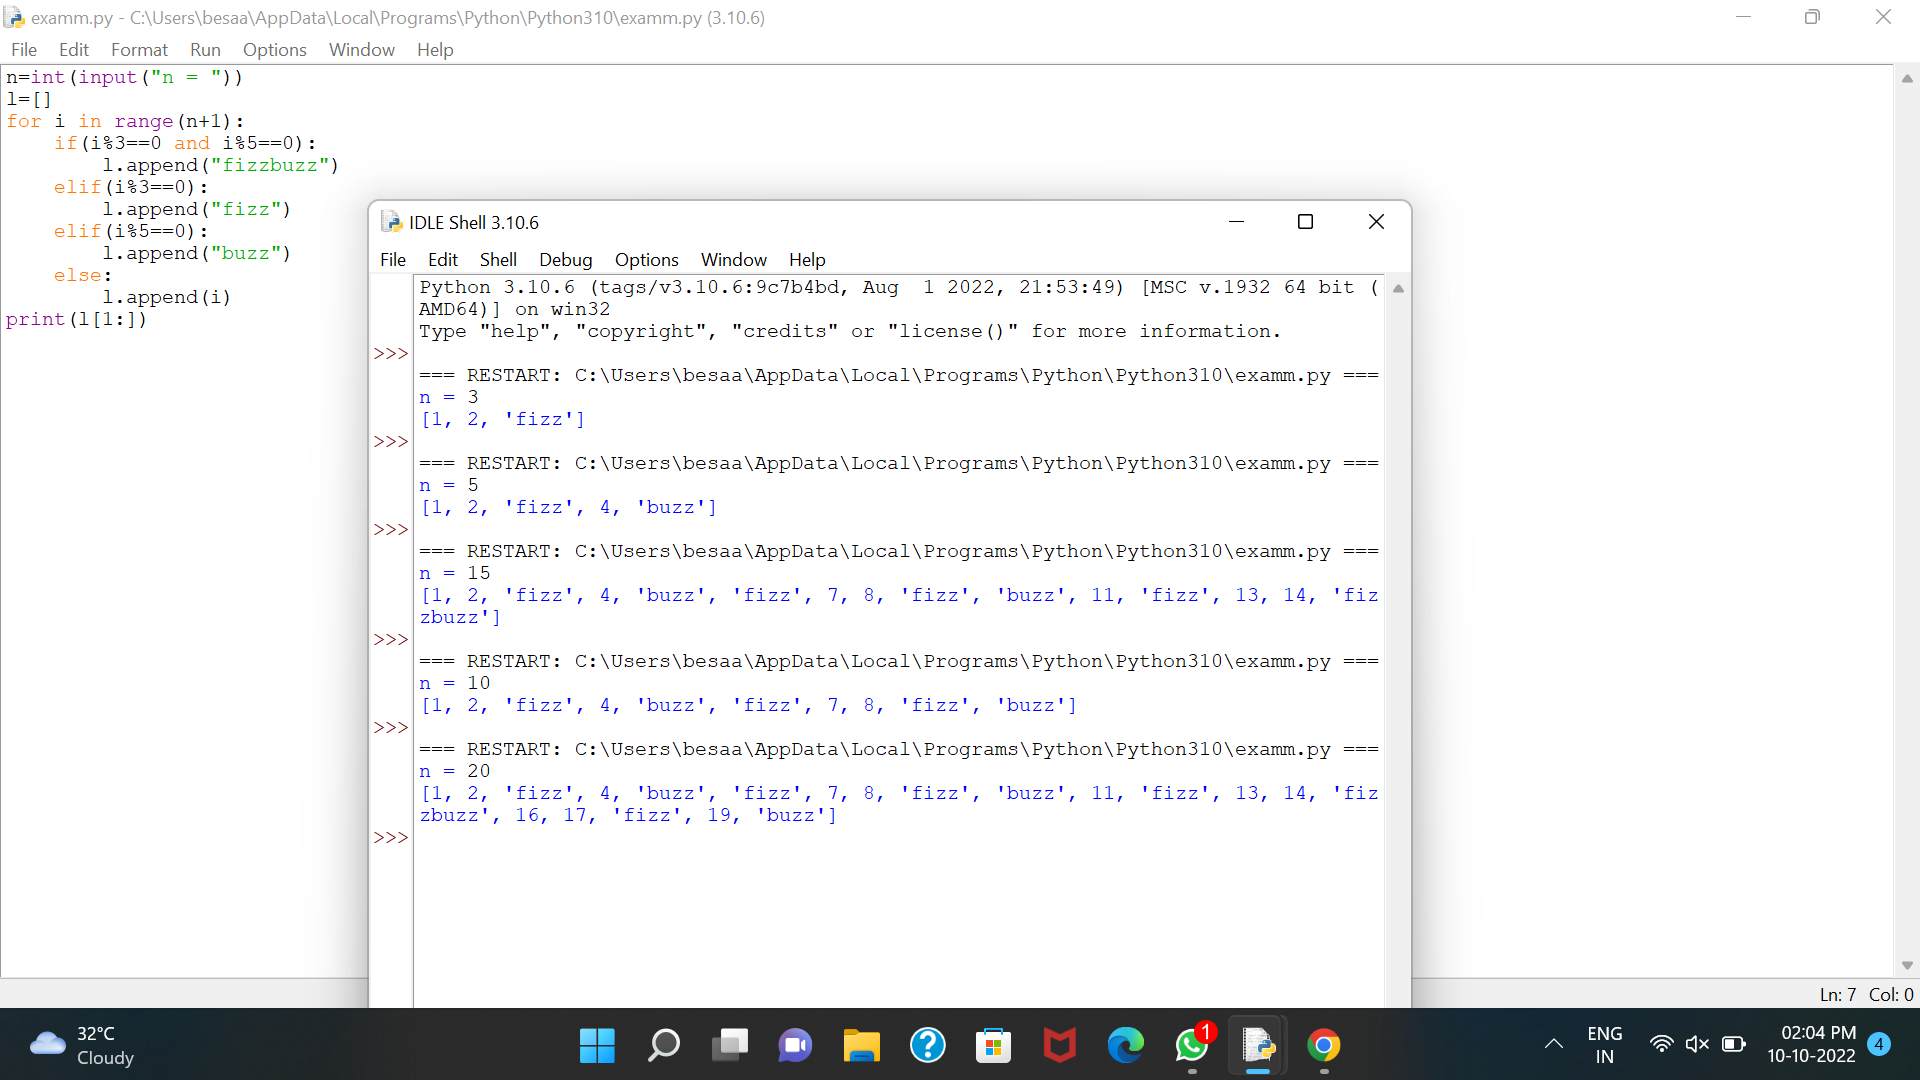 examm.py - C:\Users\besaa\AppData\Local\Programs\Python\Python310\examm.py (3.10.6)
File Edit Format Run Options Window Help
n=int(input("n = "))
l=[]
for i in range(n+1):
    if(i%3==0 and i%5==0):
        l.append("fizzbuzz")
    elif(i%3==0):
        l.append("fizz")
    elif(i%5==0):
        l.append("buzz")
    else:
        l.append(i)
print(l[1:])
IDLE Shell 3.10.6
File Edit Shell Debug Options Window Help
Python 3.10.6 (tags/v3.10.6:9c7b4bd, Aug  1 2022, 21:53:49) [MSC v.1932 64 bit (
AMD64)] on win32
Type "help", "copyright", "credits" or "license()" for more information.
>>>
=== RESTART: C:\Users\besaa\AppData\Local\Programs\Python\Python310\examm.py ===
n = 3
[1, 2, 'fizz']
>>>
=== RESTART: C:\Users\besaa\AppData\Local\Programs\Python\Python310\examm.py ===
n = 5
[1, 2, 'fizz', 4, 'buzz']
>>>
=== RESTART: C:\Users\besaa\AppData\Local\Programs\Python\Python310\examm.py ===
n = 15
[1, 2, 'fizz', 4, 'buzz', 'fizz', 7, 8, 'fizz', 'buzz', 11, 'fizz', 13, 14, 'fiz
zbuzz']
>>>
=== RESTART: C:\Users\besaa\AppData\Local\Programs\Python\Python310\examm.py ===
n = 10
[1, 2, 'fizz', 4, 'buzz', 'fizz', 7, 8, 'fizz', 'buzz']
>>>
=== RESTART: C:\Users\besaa\AppData\Local\Programs\Python\Python310\examm.py ===
n = 20
[1, 2, 'fizz', 4, 'buzz', 'fizz', 7, 8, 'fizz', 'buzz', 11, 'fizz', 13, 14, 'fiz
zbuzz', 16, 17, 'fizz', 19, 'buzz']
>>>
Ln: 7 Col: 0
32°C
Cloudy
1
ENG
IN
02:04 PM
10-10-2022
4